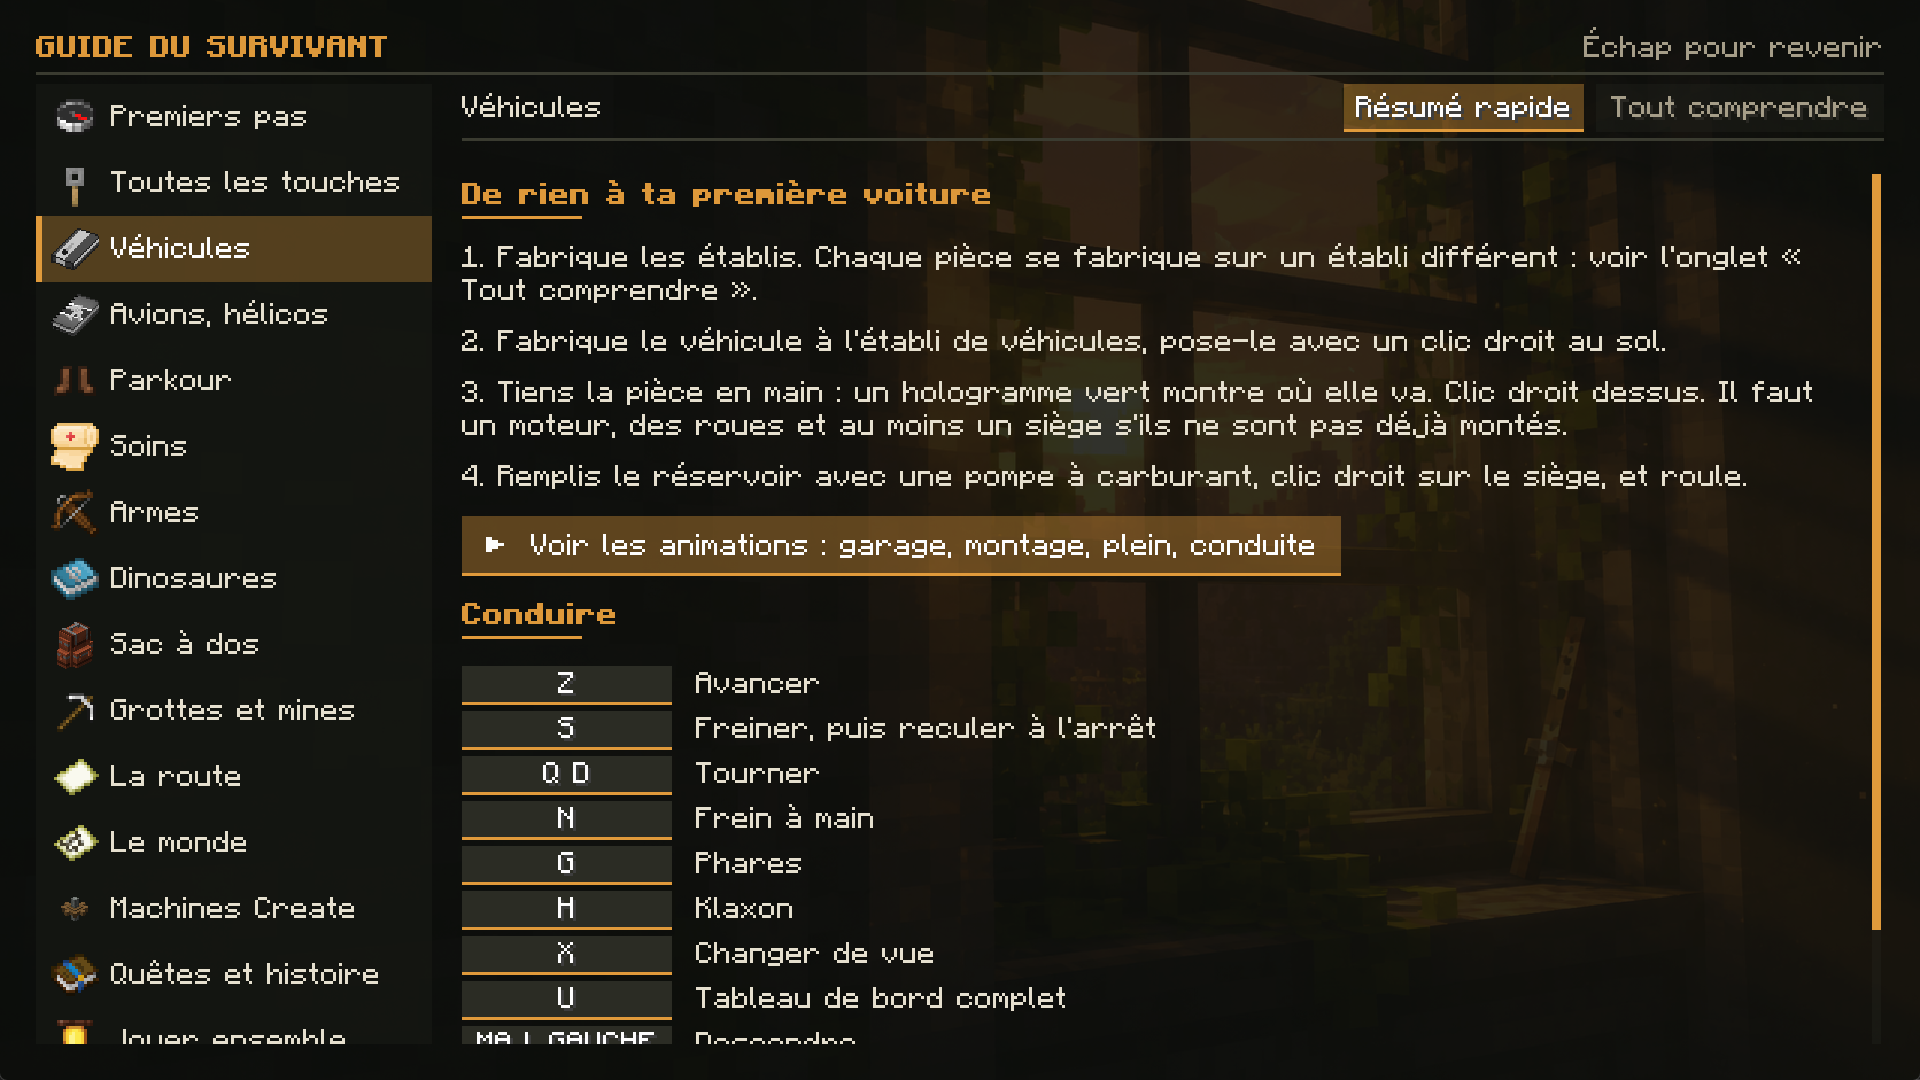 GUIDE DU SURVIVANT
Échap pour revenir
Premiers pas
Toutes les touches
Véhicules
Avions, hélicos
Parkour
Soins
Armes
Dinosaures
Sac à dos
Grottes et mines
La route
Le monde
Machines Create
Quêtes et histoire
Jouer ensemble
Véhicules
Résumé rapide
Tout comprendre
De rien à ta première voiture
1. Fabrique les établis. Chaque pièce se fabrique sur un établi différent : voir l'onglet «
Tout comprendre ».
2. Fabrique le véhicule à l'établi de véhicules, pose-le avec un clic droit au sol.
3. Tiens la pièce en main : un hologramme vert montre où elle va. Clic droit dessus. Il faut
un moteur, des roues et au moins un siège s'ils ne sont pas déjà montés.
4. Remplis le réservoir avec une pompe à carburant, clic droit sur le siège, et roule.
► Voir les animations : garage, montage, plein, conduite
Conduire
Z Avancer
S Freiner, puis reculer à l'arrêt
Q D Tourner
N Frein à main
G Phares
H Klaxon
X Changer de vue
U Tableau de bord complet
MAJ GAUCHE Descendre